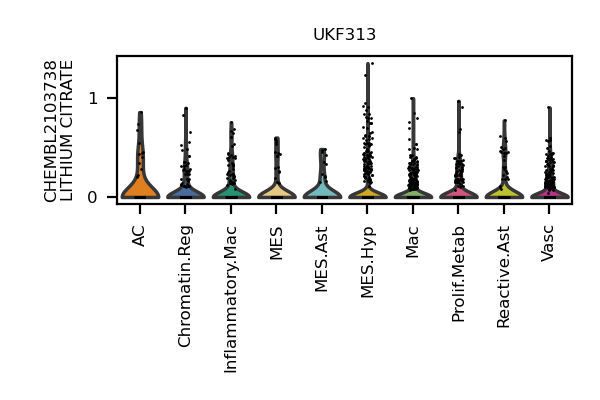 UKF313
CHEMBL2103738
LITHIUM CITRATE
1
0
AC
Chromatin.Reg
Inflammatory.Mac
MES
MES.Ast
MES.Hyp
Mac
Prolif.Metab
Reactive.Ast
Vasc